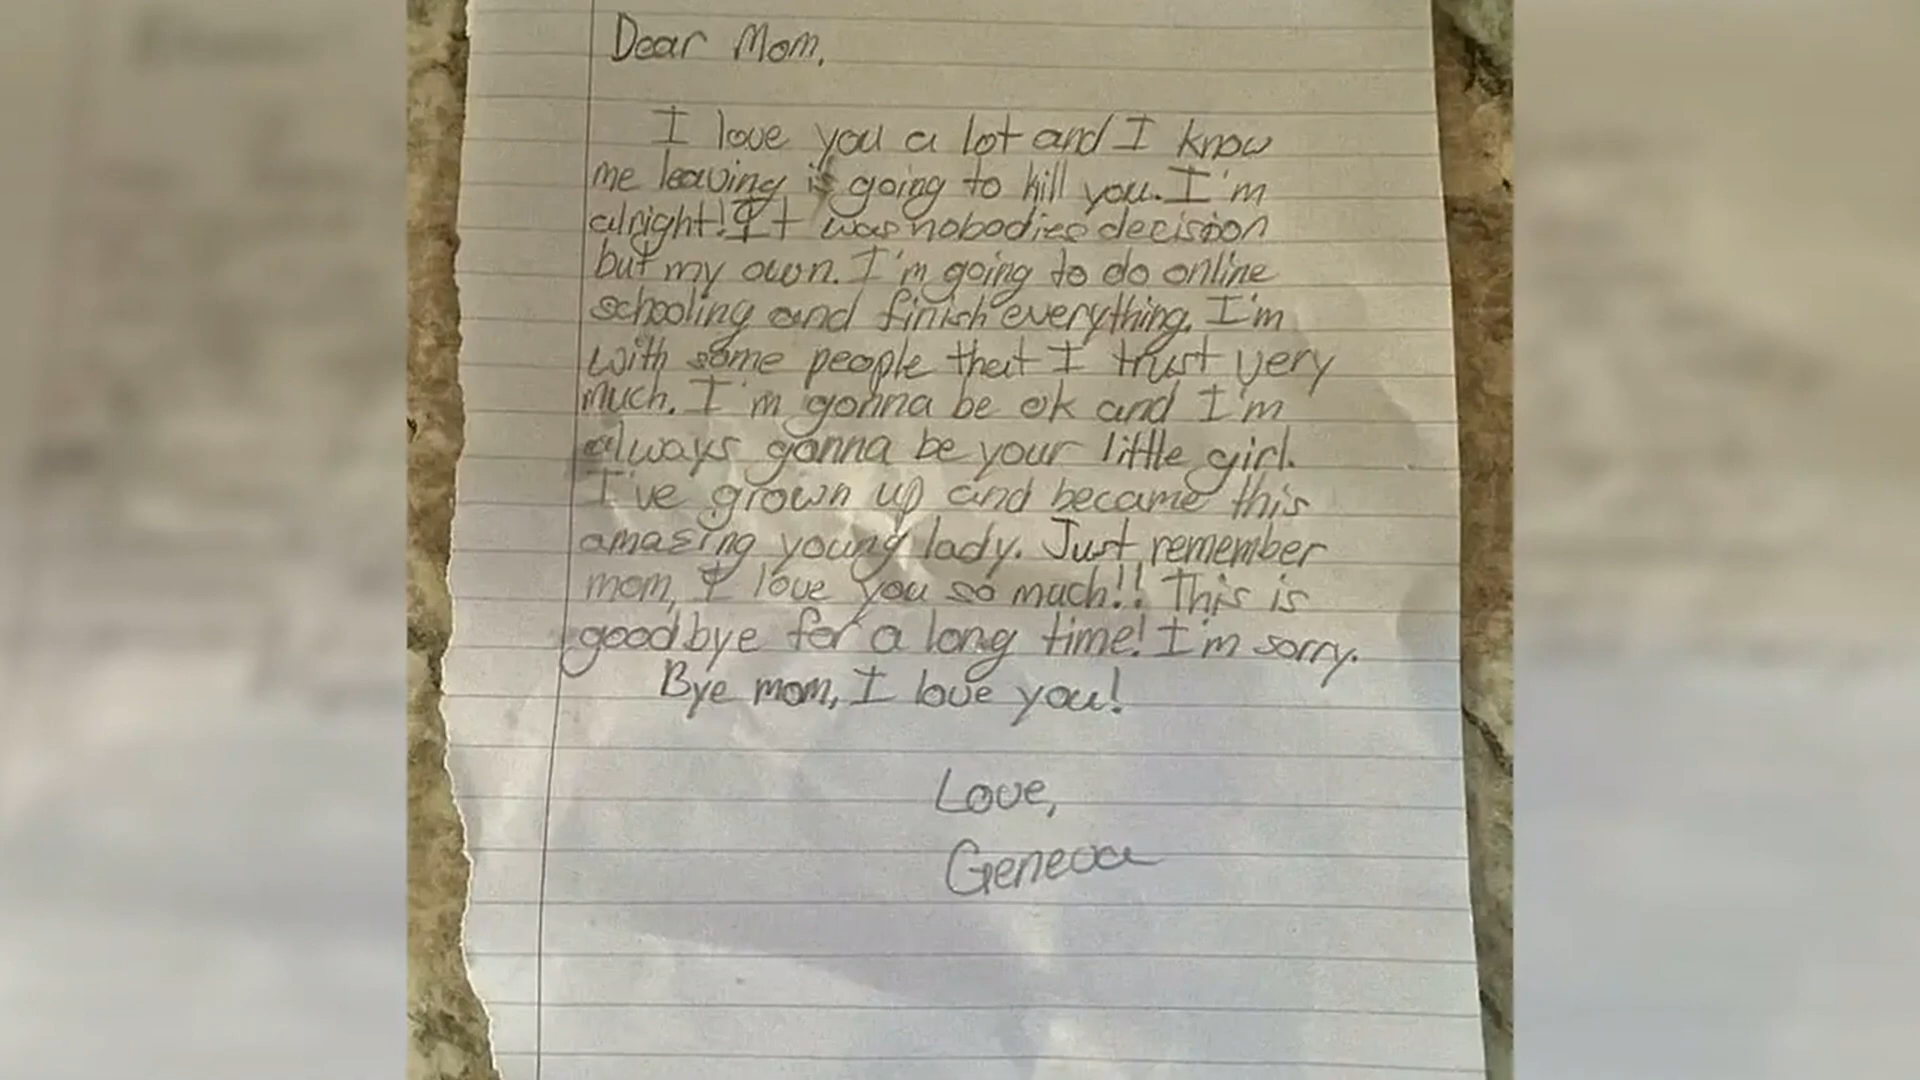 Dear Mom,
I love you a lot and I know
me leaving is going to kill you. I'm
alright! It was nobodies decision
but my own. I'm going to do online
schooling and finish everything. I'm
with some people that I trust very
much. I'm gonna be ok and I'm
always gonna be your little girl.
I've grown up and became this
amazing young lady. Just remember
mom, I love you so much!! This is
goodbye for a long time! I'm sorry.
Bye mom, I love you!
Love,
Geneva